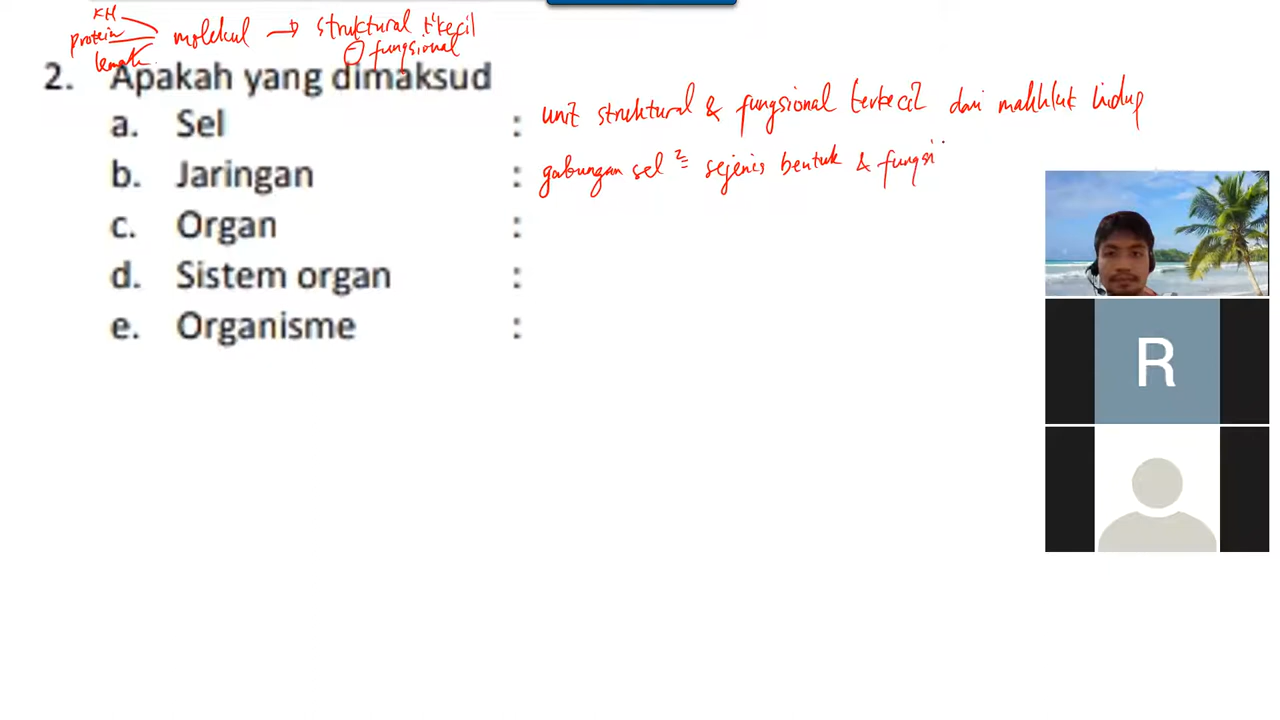 KH
protein
lemak
molekul → struktural t'kecil
⊖ fungsional
2. Apakah yang dimaksud
a. Sel : unit struktural & fungsional terkecil dari makhluk hidup
b. Jaringan : gabungan sel² sejenis bentuk & fungsi
c. Organ :
d. Sistem organ :
e. Organisme :
R